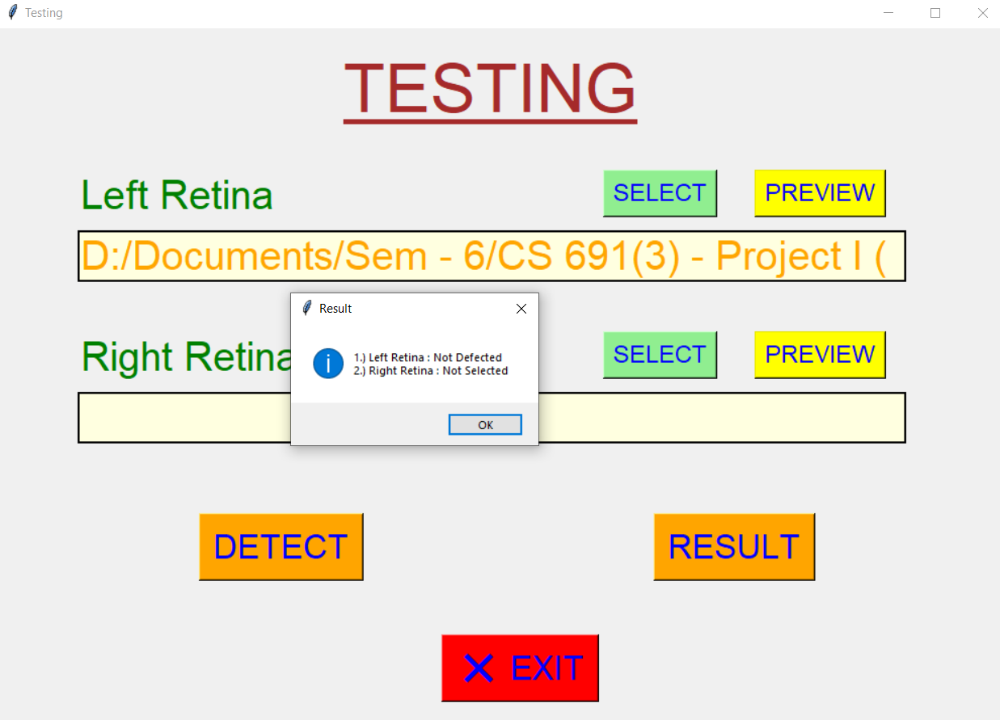 Testing
TESTING
Left Retina
SELECT
PREVIEW
D:/Documents/Sem - 6/CS 691(3) - Project I (
Result
1.) Left Retina : Not Defected
2.) Right Retina : Not Selected
OK
Right Retina
SELECT
PREVIEW
DETECT
RESULT
EXIT